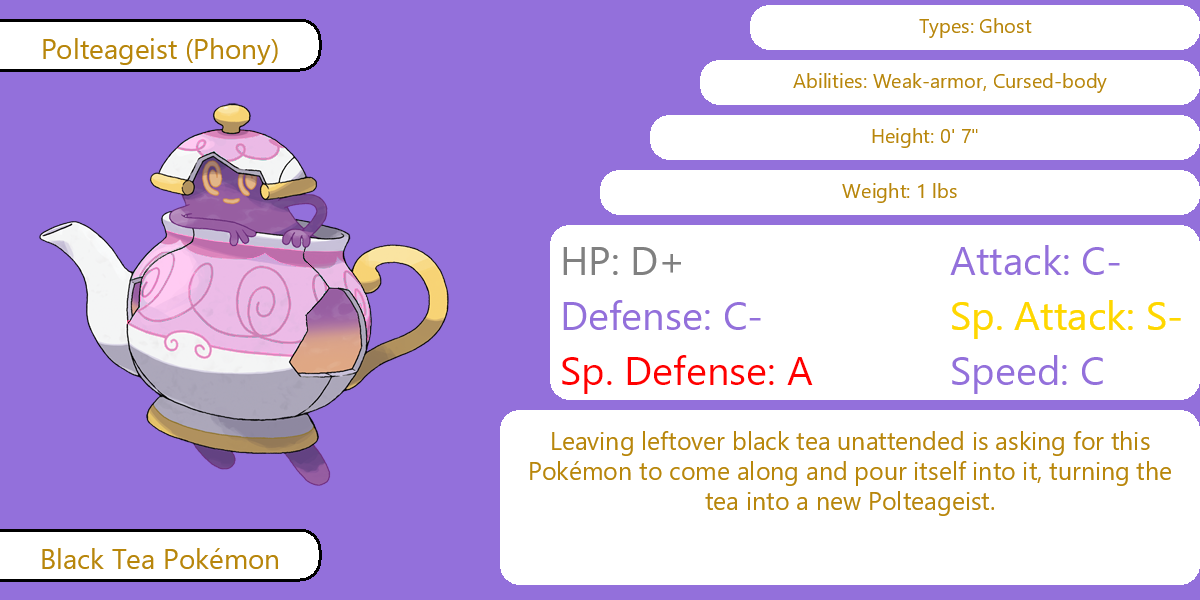 Polteageist (Phony)
Types: Ghost
Abilities: Weak-armor, Cursed-body
Height: 0' 7"
Weight: 1 lbs
HP: D+
Attack: C-
Defense: C-
Sp. Attack: S-
Sp. Defense: A
Speed: C
Leaving leftover black tea unattended is asking for this
Pokémon to come along and pour itself into it, turning the
tea into a new Polteageist.
Black Tea Pokémon